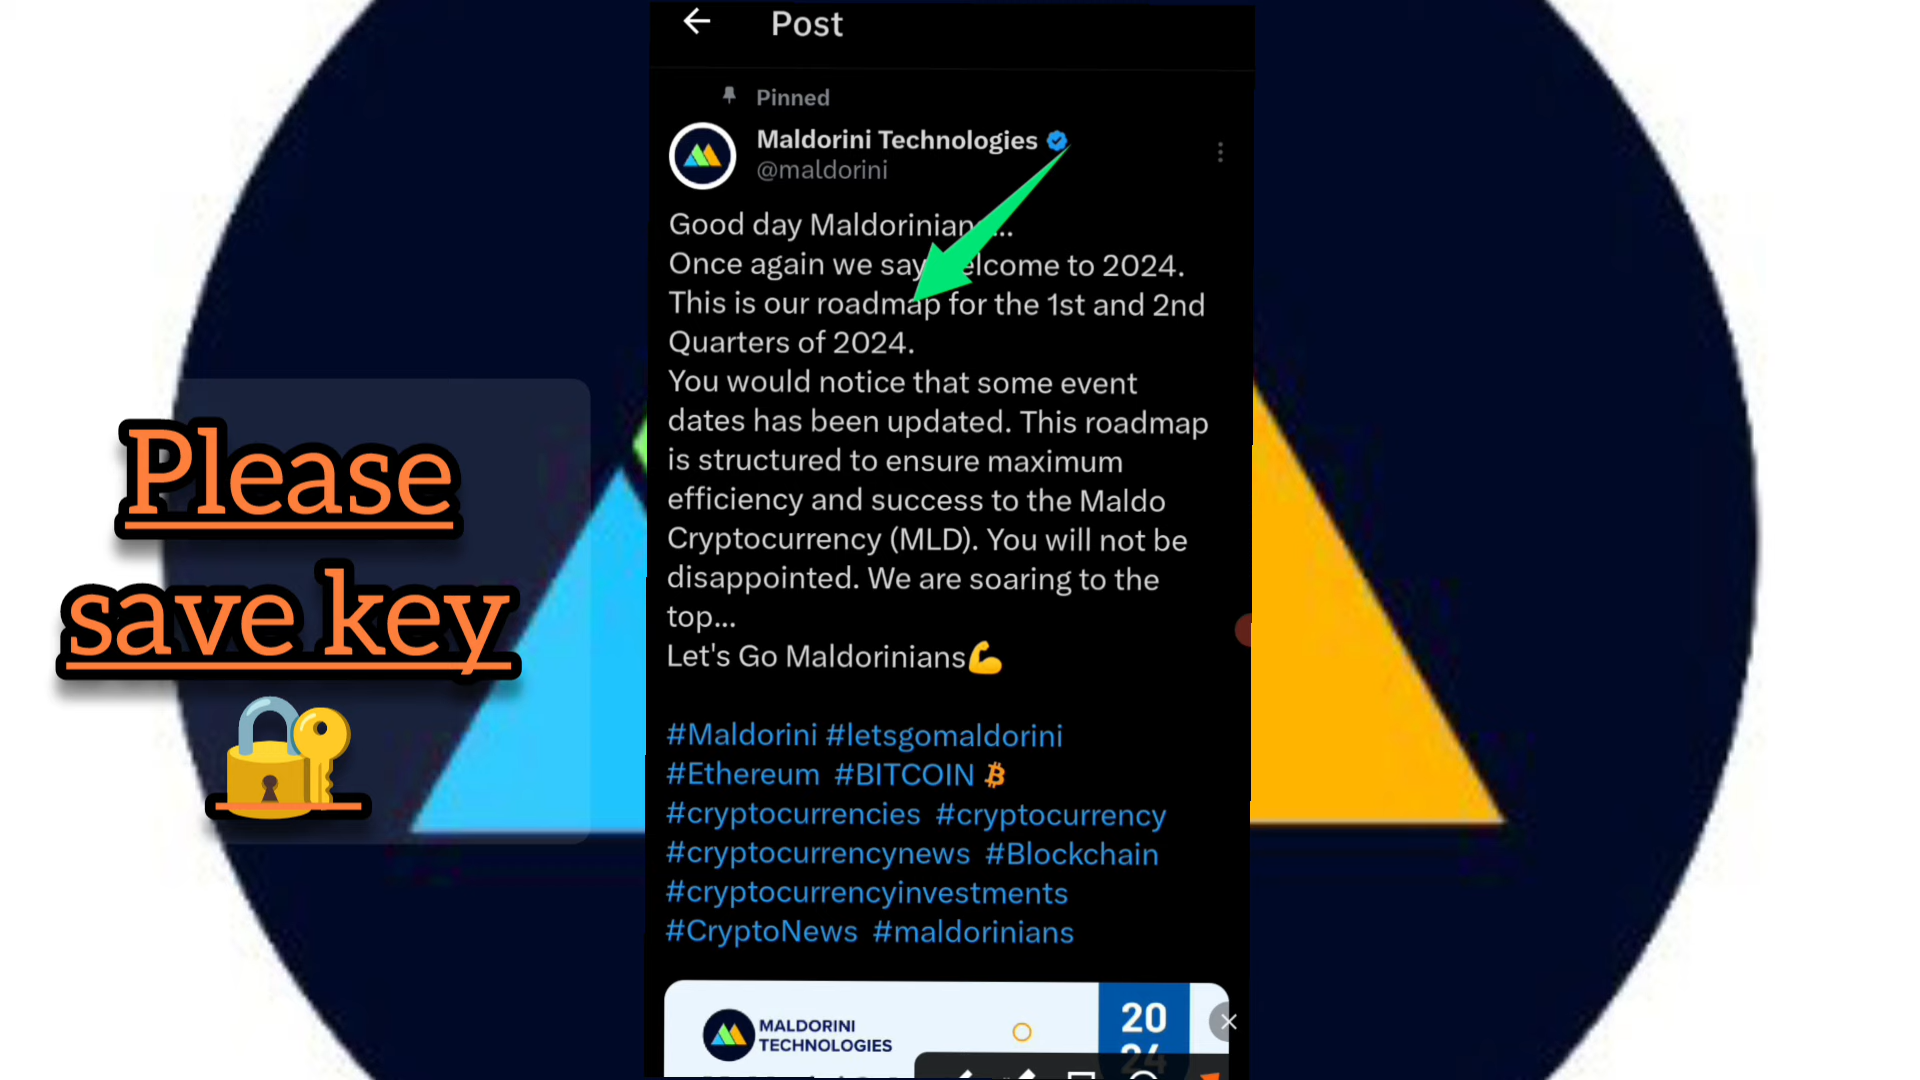 Post
Pinned
Maldorini Technologies
@maldorini
Good day Maldorinians...
Once again we say welcome to 2024.
This is our roadmap for the 1st and 2nd
Quarters of 2024.
You would notice that some event
dates has been updated. This roadmap
is structured to ensure maximum
efficiency and success to the Maldo
Cryptocurrency (MLD). You will not be
disappointed. We are soaring to the
top...
Let's Go Maldorinians💪
#Maldorini #letsgomaldorini
#Ethereum #BITCOIN
#cryptocurrencies #cryptocurrency
#cryptocurrencynews #Blockchain
#cryptocurrencyinvestments
#CryptoNews #maldorinians
MALDORINI
TECHNOLOGIES
20
24
Please
save key
🔐